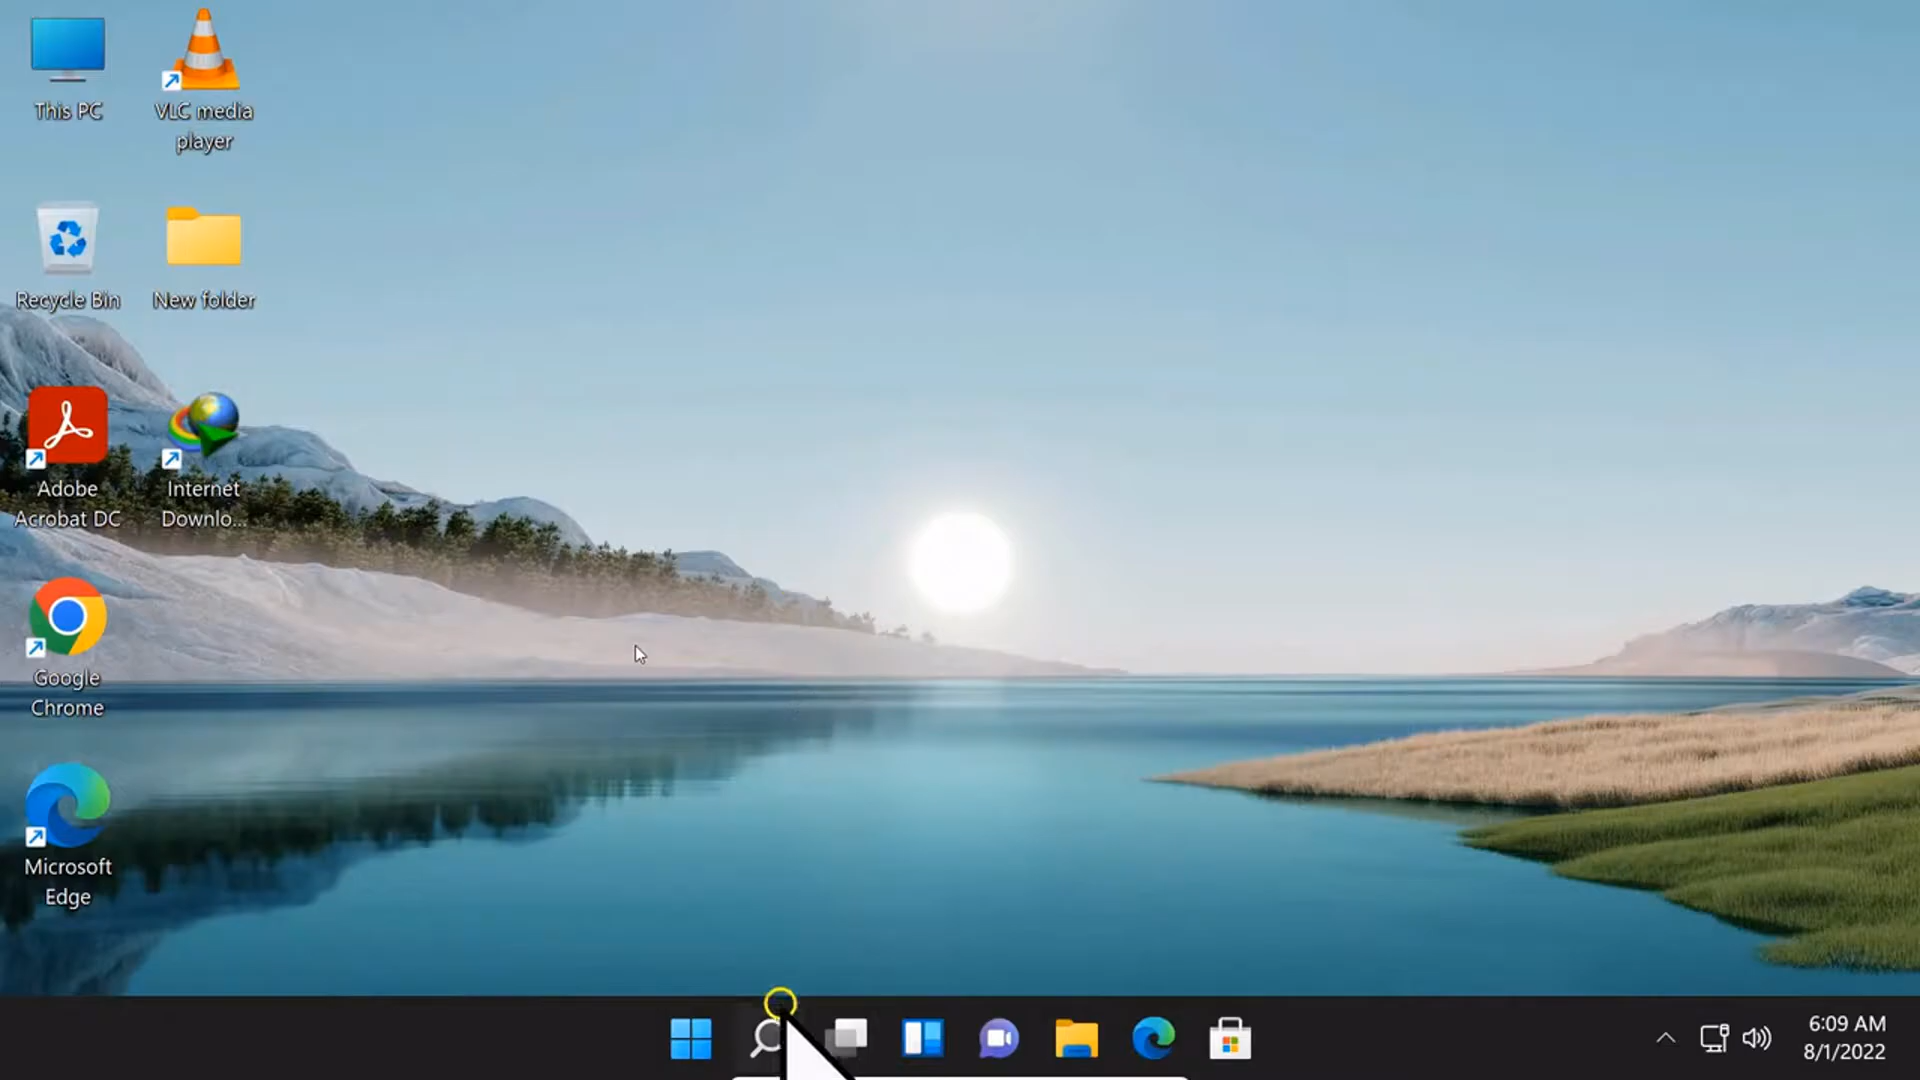 This PC
VLC media
player
Recycle Bin
New folder
Adobe
Acrobat DC
Internet
Downlo...
Google
Chrome
Microsoft
Edge
6:09 AM
8/1/2022